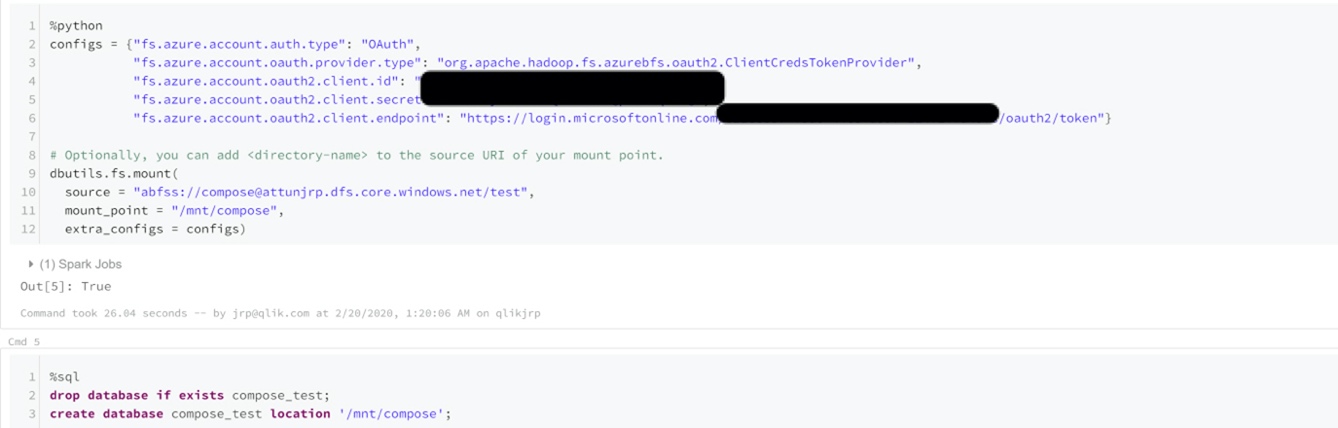 1 %python
2 configs = {"fs.azure.account.auth.type": "OAuth",
3 "fs.azure.account.oauth.provider.type": "org.apache.hadoop.fs.azurebfs.oauth2.ClientCredsTokenProvider",
4 "fs.azure.account.oauth2.client.id": "
5 "fs.azure.account.oauth2.client.secret
6 "fs.azure.account.oauth2.client.endpoint": "https://login.microsoftonline.com/ /oauth2/token"}
7
8 # Optionally, you can add <directory-name> to the source URI of your mount point.
9 dbutils.fs.mount(
10 source = "abfss://compose@attunjrp.dfs.core.windows.net/test",
11 mount_point = "/mnt/compose",
12 extra_configs = configs)
(1) Spark Jobs
Out[5]: True
Command took 26.04 seconds -- by jrp@qlik.com at 2/20/2020, 1:20:06 AM on qlikjrp
Cmd 5
1 %sql
2 drop database if exists compose_test;
3 create database compose_test location '/mnt/compose';